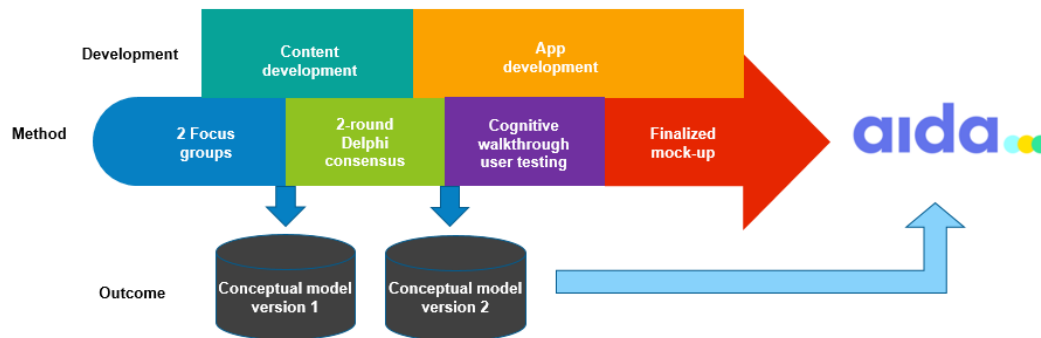 Development
Content
development
App
development
Method
2 Focus
groups
2-round
Delphi
consensus
Cognitive
walkthrough
user testing
Finalized
mock-up
aida
Outcome
Conceptual model
version 1
Conceptual model
version 2